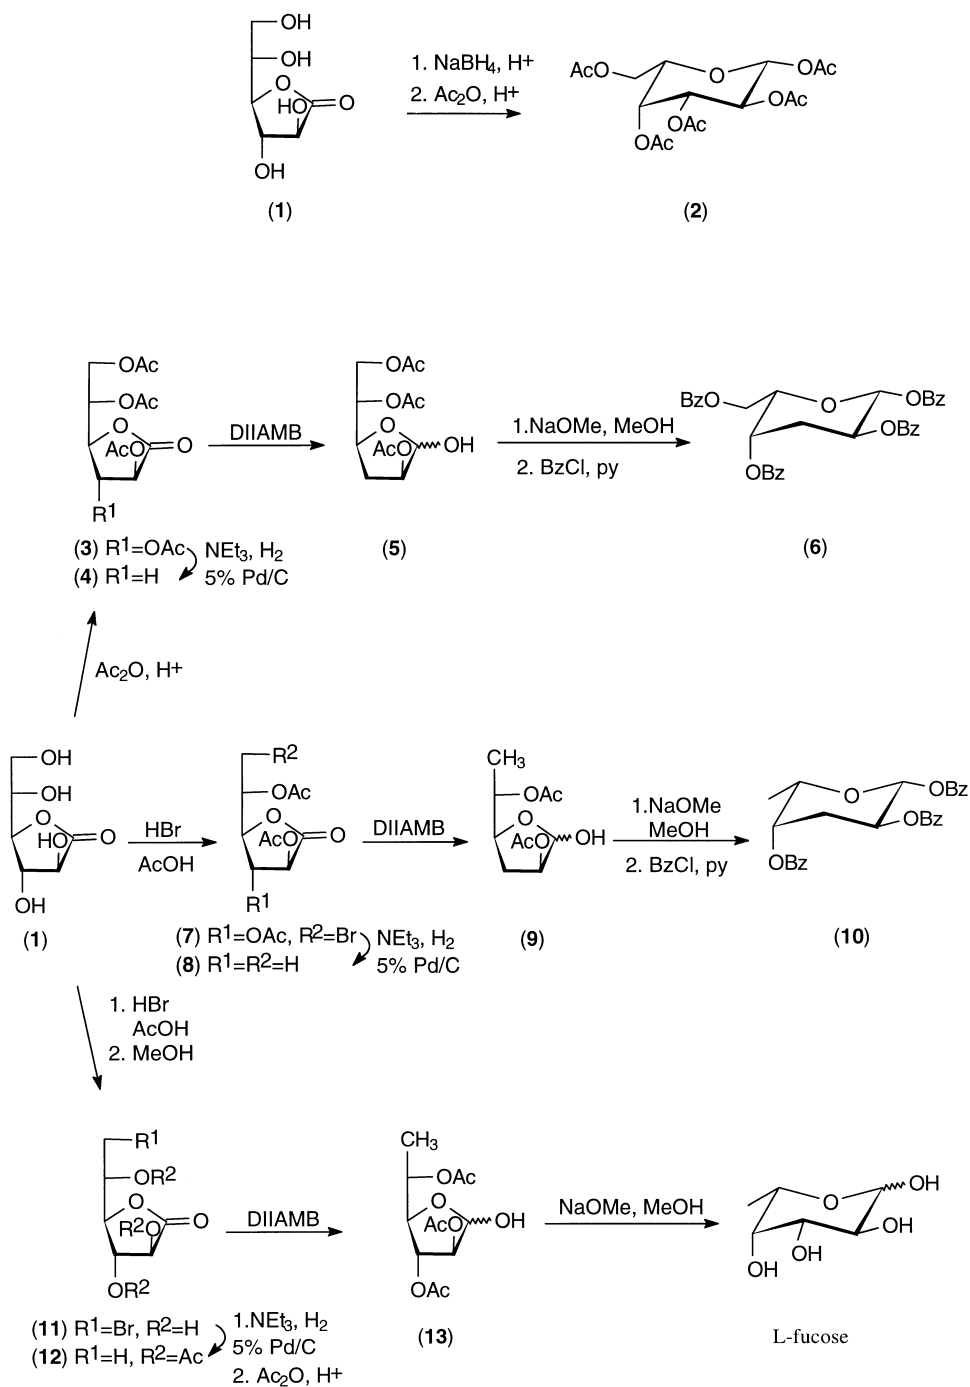 OH
OH
O
HO
O
OH
(1)
1. NaBH4, H+
2. Ac2O, H+
AcO
O
OAc
OAc
OAc
OAc
(2)
OAc
OAc
O
AcO
O
R1
(3) R1=OAc
(4) R1=H
NEt3, H2
5% Pd/C
DIIAMB
OAc
OAc
O
AcO
OH
(5)
1.NaOMe, MeOH
2. BzCl, py
BzO
O
OBz
OBz
OBz
(6)
Ac2O, H+
OH
OH
O
HO
O
OH
(1)
HBr
AcOH
R2
OAc
O
AcO
O
R1
(7) R1=OAc, R2=Br
(8) R1=R2=H
NEt3, H2
5% Pd/C
DIIAMB
CH3
OAc
O
AcO
OH
(9)
1.NaOMe
MeOH
2. BzCl, py
O
OBz
OBz
OBz
(10)
1. HBr
AcOH
2. MeOH
R1
OR2
O
R2O
O
OR2
(11) R1=Br, R2=H
(12) R1=H, R2=Ac
1.NEt3, H2
5% Pd/C
2. Ac2O, H+
DIIAMB
CH3
OAc
O
AcO
OH
OAc
(13)
NaOMe, MeOH
O
OH
OH
OH
OH
L-fucose